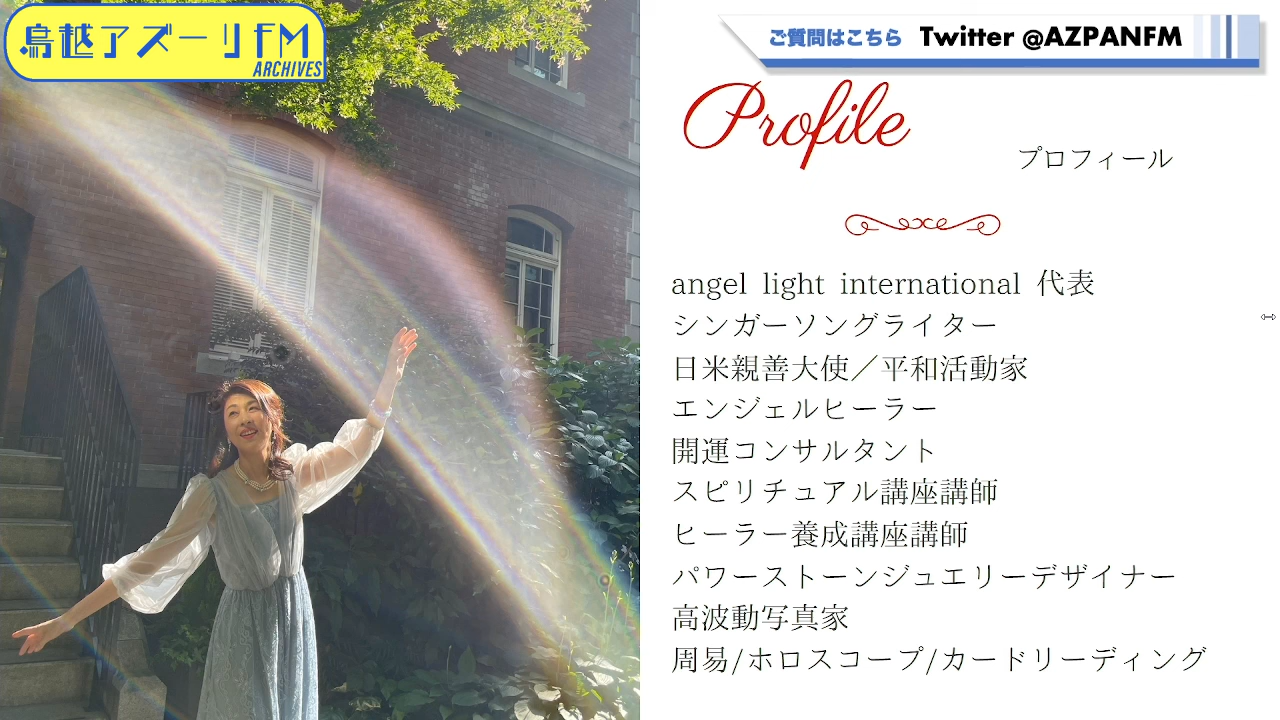 鳥越アズーリFM
ARCHIVES
ご質問はこちら Twitter @AZPANFM
Profile
プロフィール
angel light international 代表
シンガーソングライター
日米親善大使／平和活動家
エンジェルヒーラー
開運コンサルタント
スピリチュアル講座講師
ヒーラー養成講座講師
パワーストーンジュエリーデザイナー
高波動写真家
周易/ホロスコープ/カードリーディング